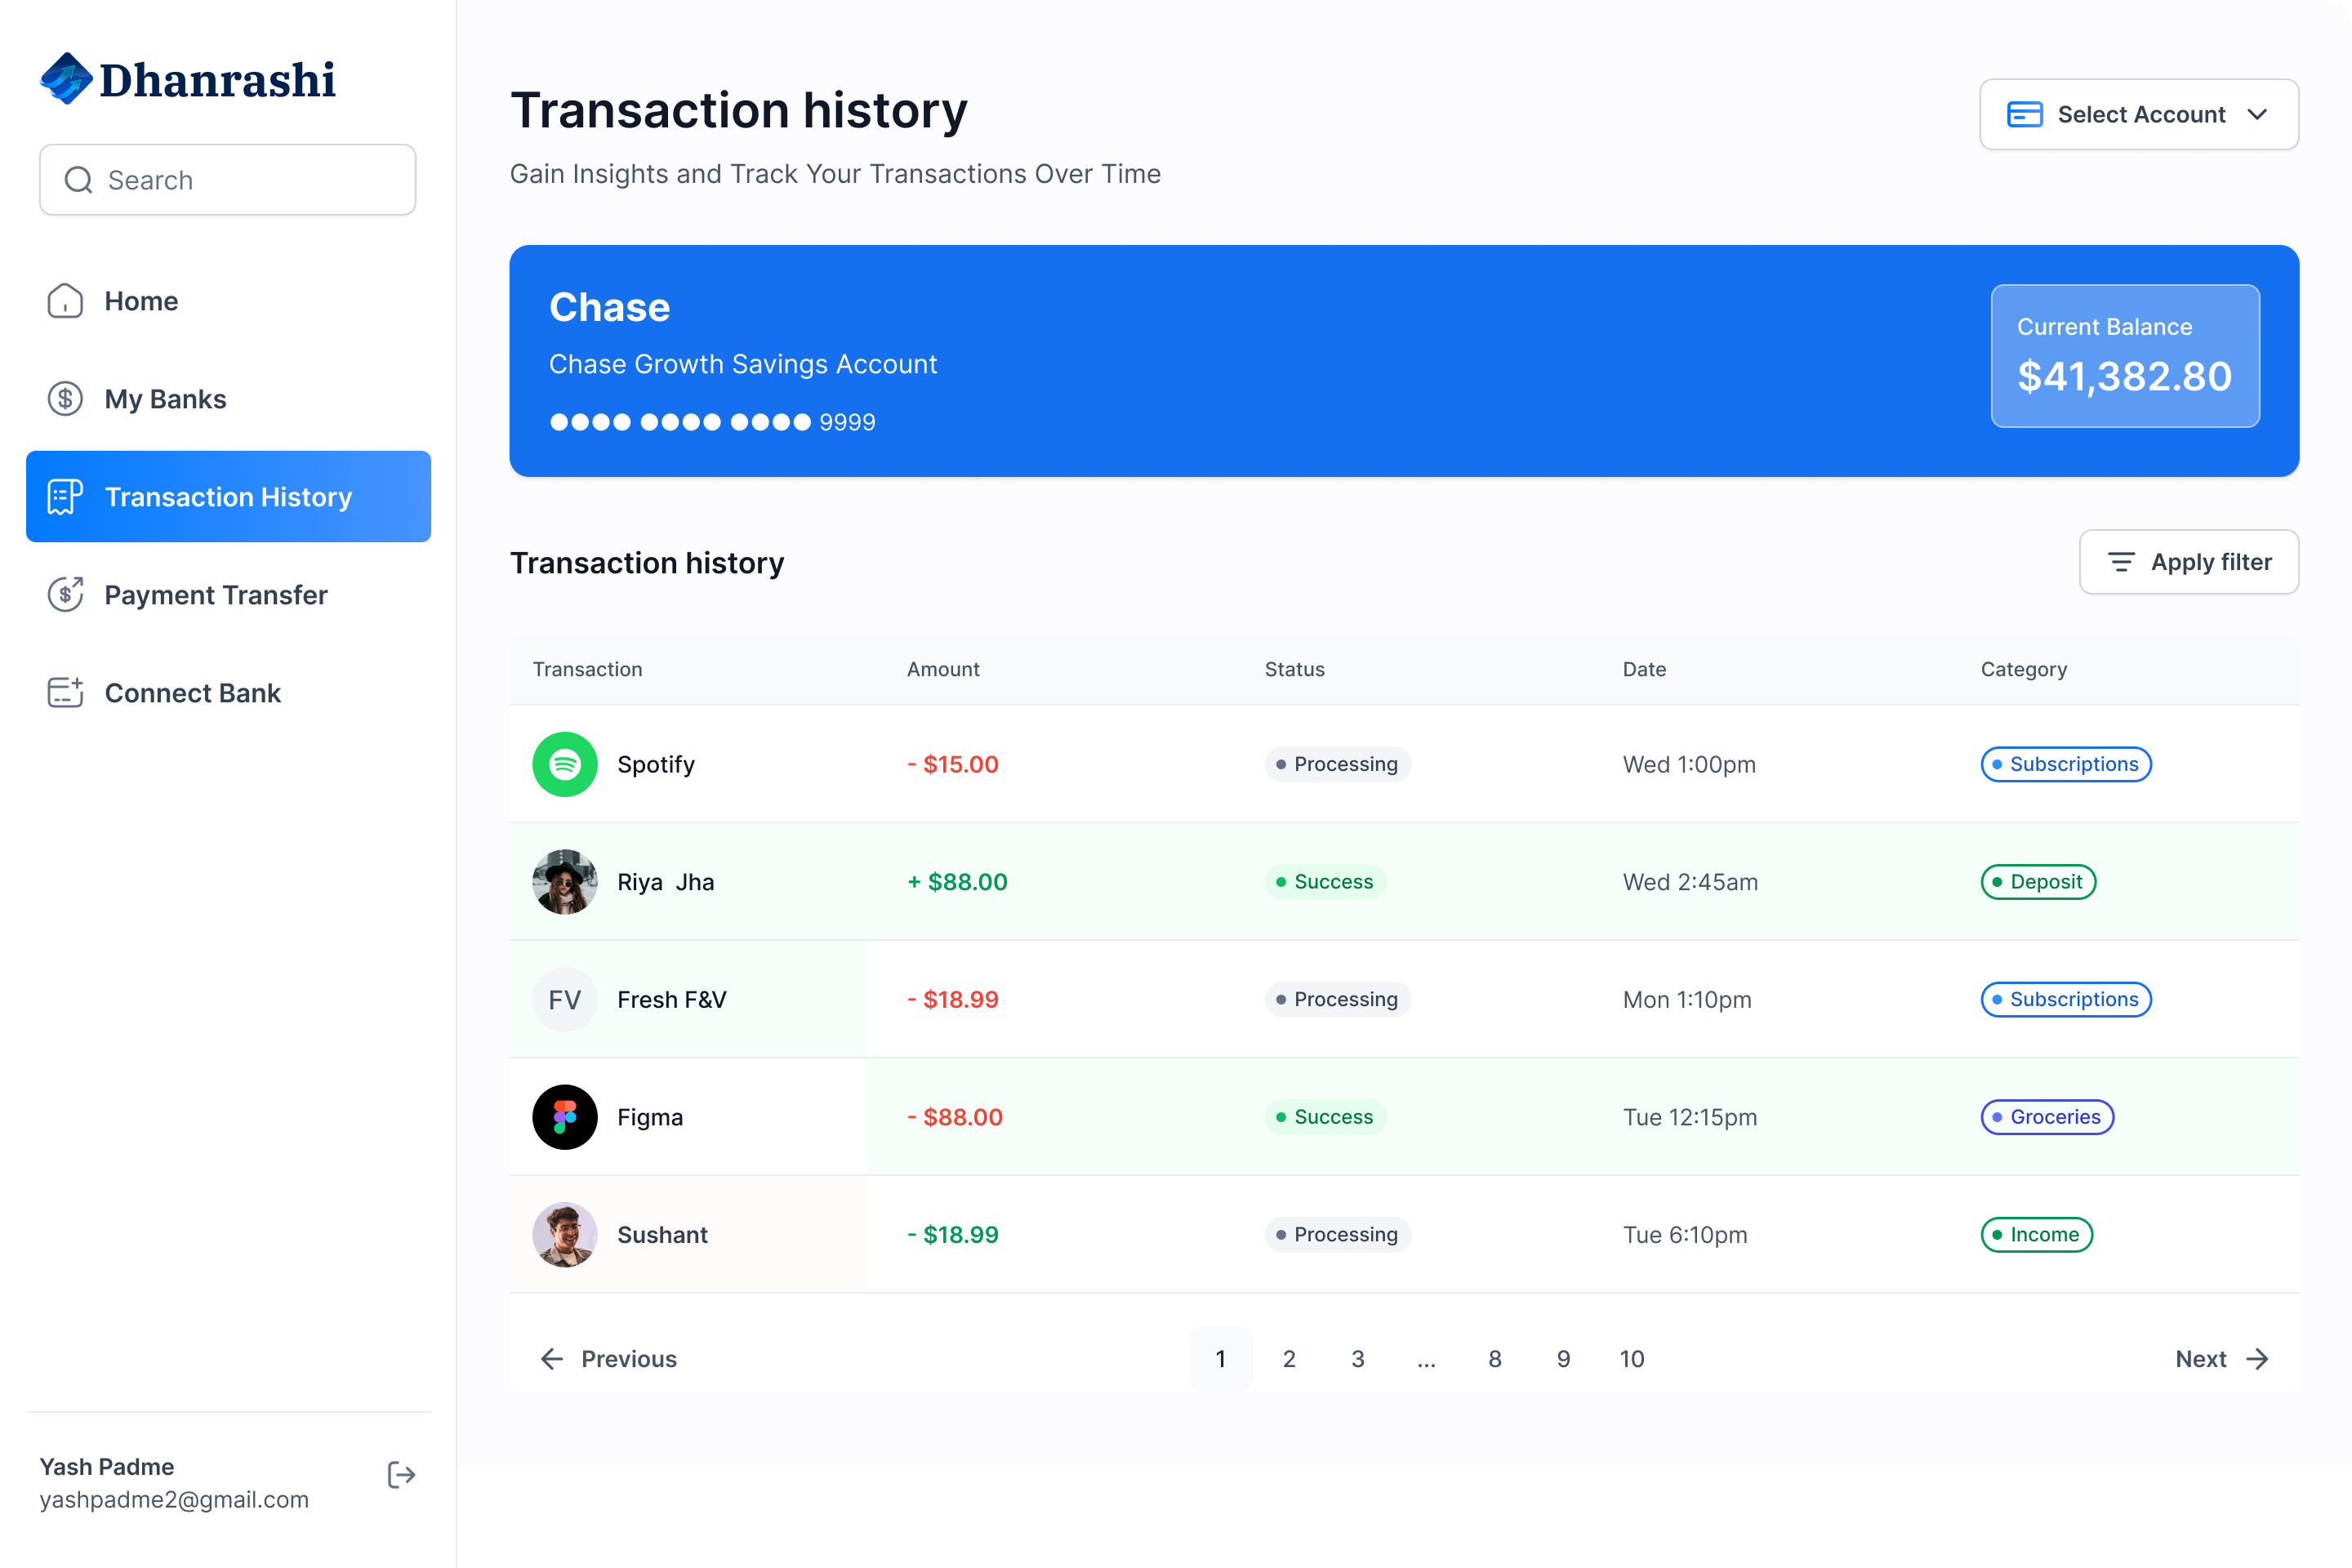 Dhanrashi
Search
Home
My Banks
Transaction History
Payment Transfer
Connect Bank
Yash Padme
yashpadme2@gmail.com
Transaction history
Gain Insights and Track Your Transactions Over Time
Select Account
Chase
Chase Growth Savings Account
●●●● ●●●● ●●●● 9999
Current Balance
$41,382.80
Transaction history
Apply filter
Transaction Amount Status Date Category
Spotify - $15.00 Processing Wed 1:00pm Subscriptions
Riya Jha + $88.00 Success Wed 2:45am Deposit
FV Fresh F&V - $18.99 Processing Mon 1:10pm Subscriptions
Figma - $88.00 Success Tue 12:15pm Groceries
Sushant - $18.99 Processing Tue 6:10pm Income
Previous 1 2 3 ... 8 9 10 Next